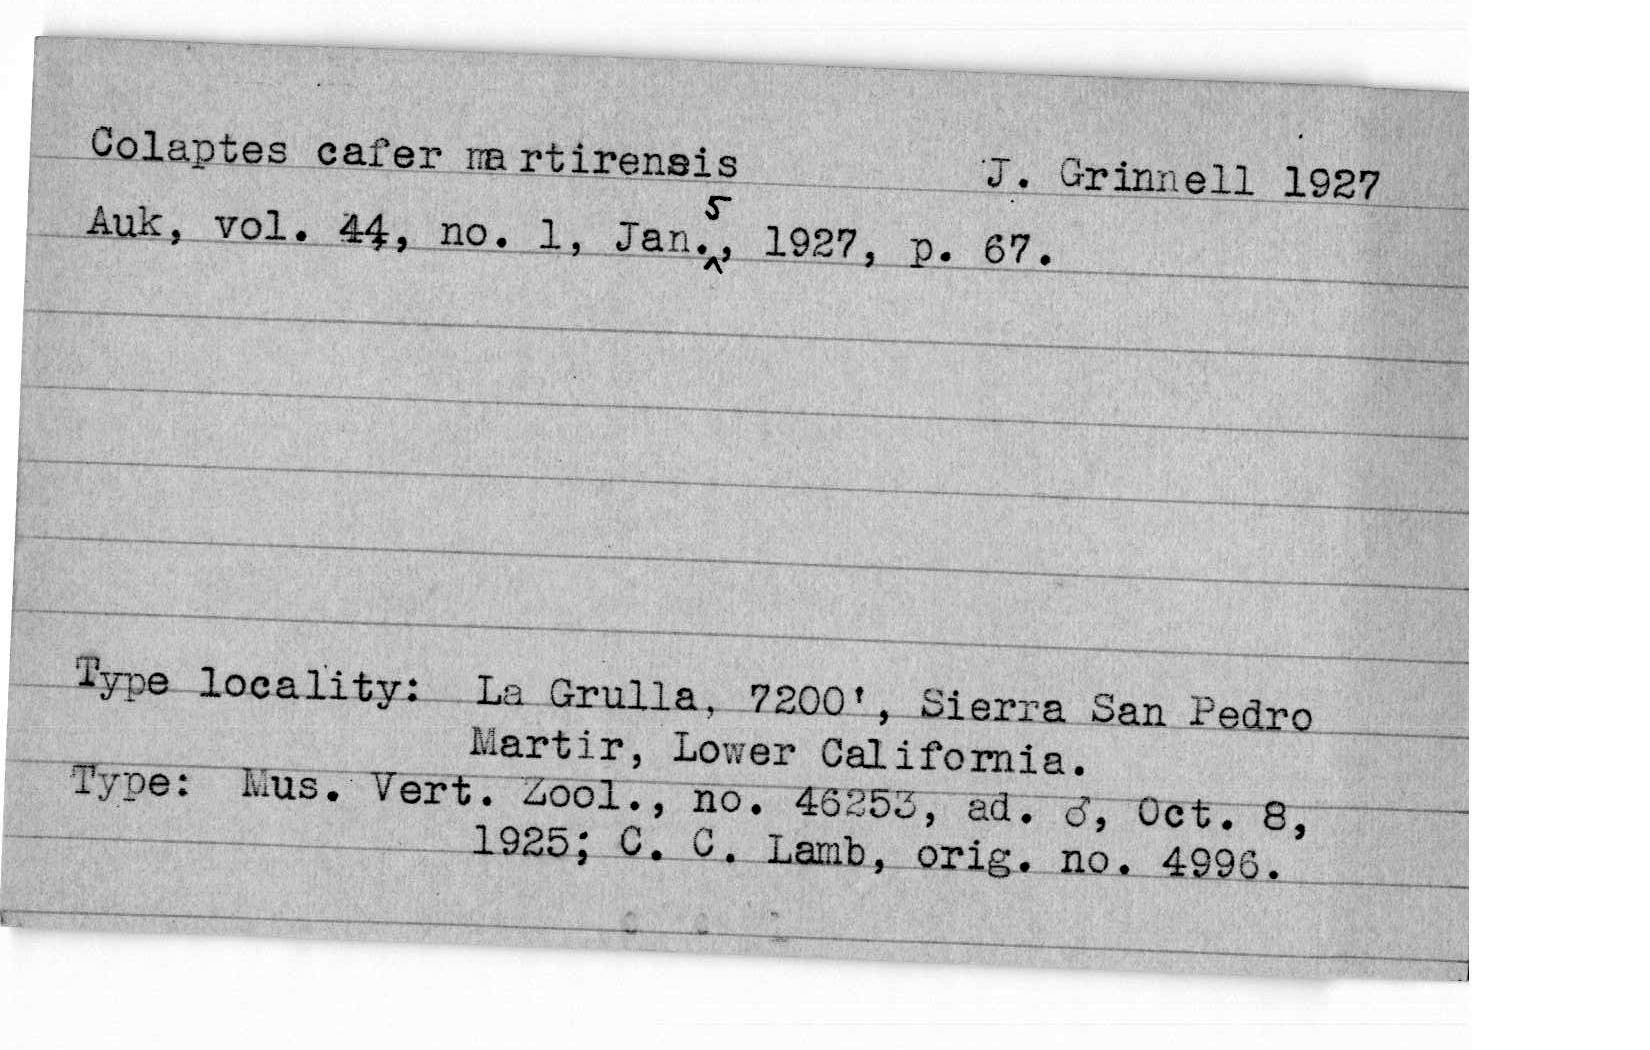 Colaptes cafer martirensis J. Grinnell 1927
Auk, vol. 44, no. 1, Jan. 5, 1927, p. 67.
Type locality: La Grulla, 7200', Sierra San Pedro
Martir, Lower California.
Type: Mus. Vert. Zool., no. 46253, ad. ♂, Oct. 8,
1925; C. C. Lamb, orig. no. 4996.